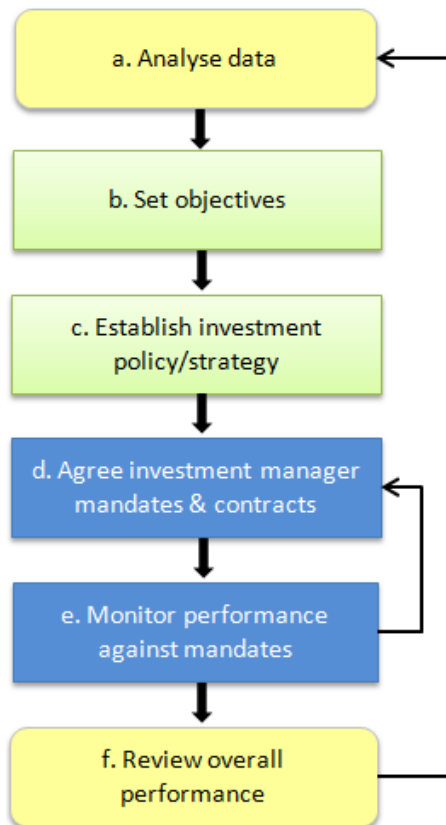 a. Analyse data
b. Set objectives
c. Establish investment
policy/strategy
d. Agree investment manager
mandates & contracts
e. Monitor performance
against mandates
f. Review overall
performance